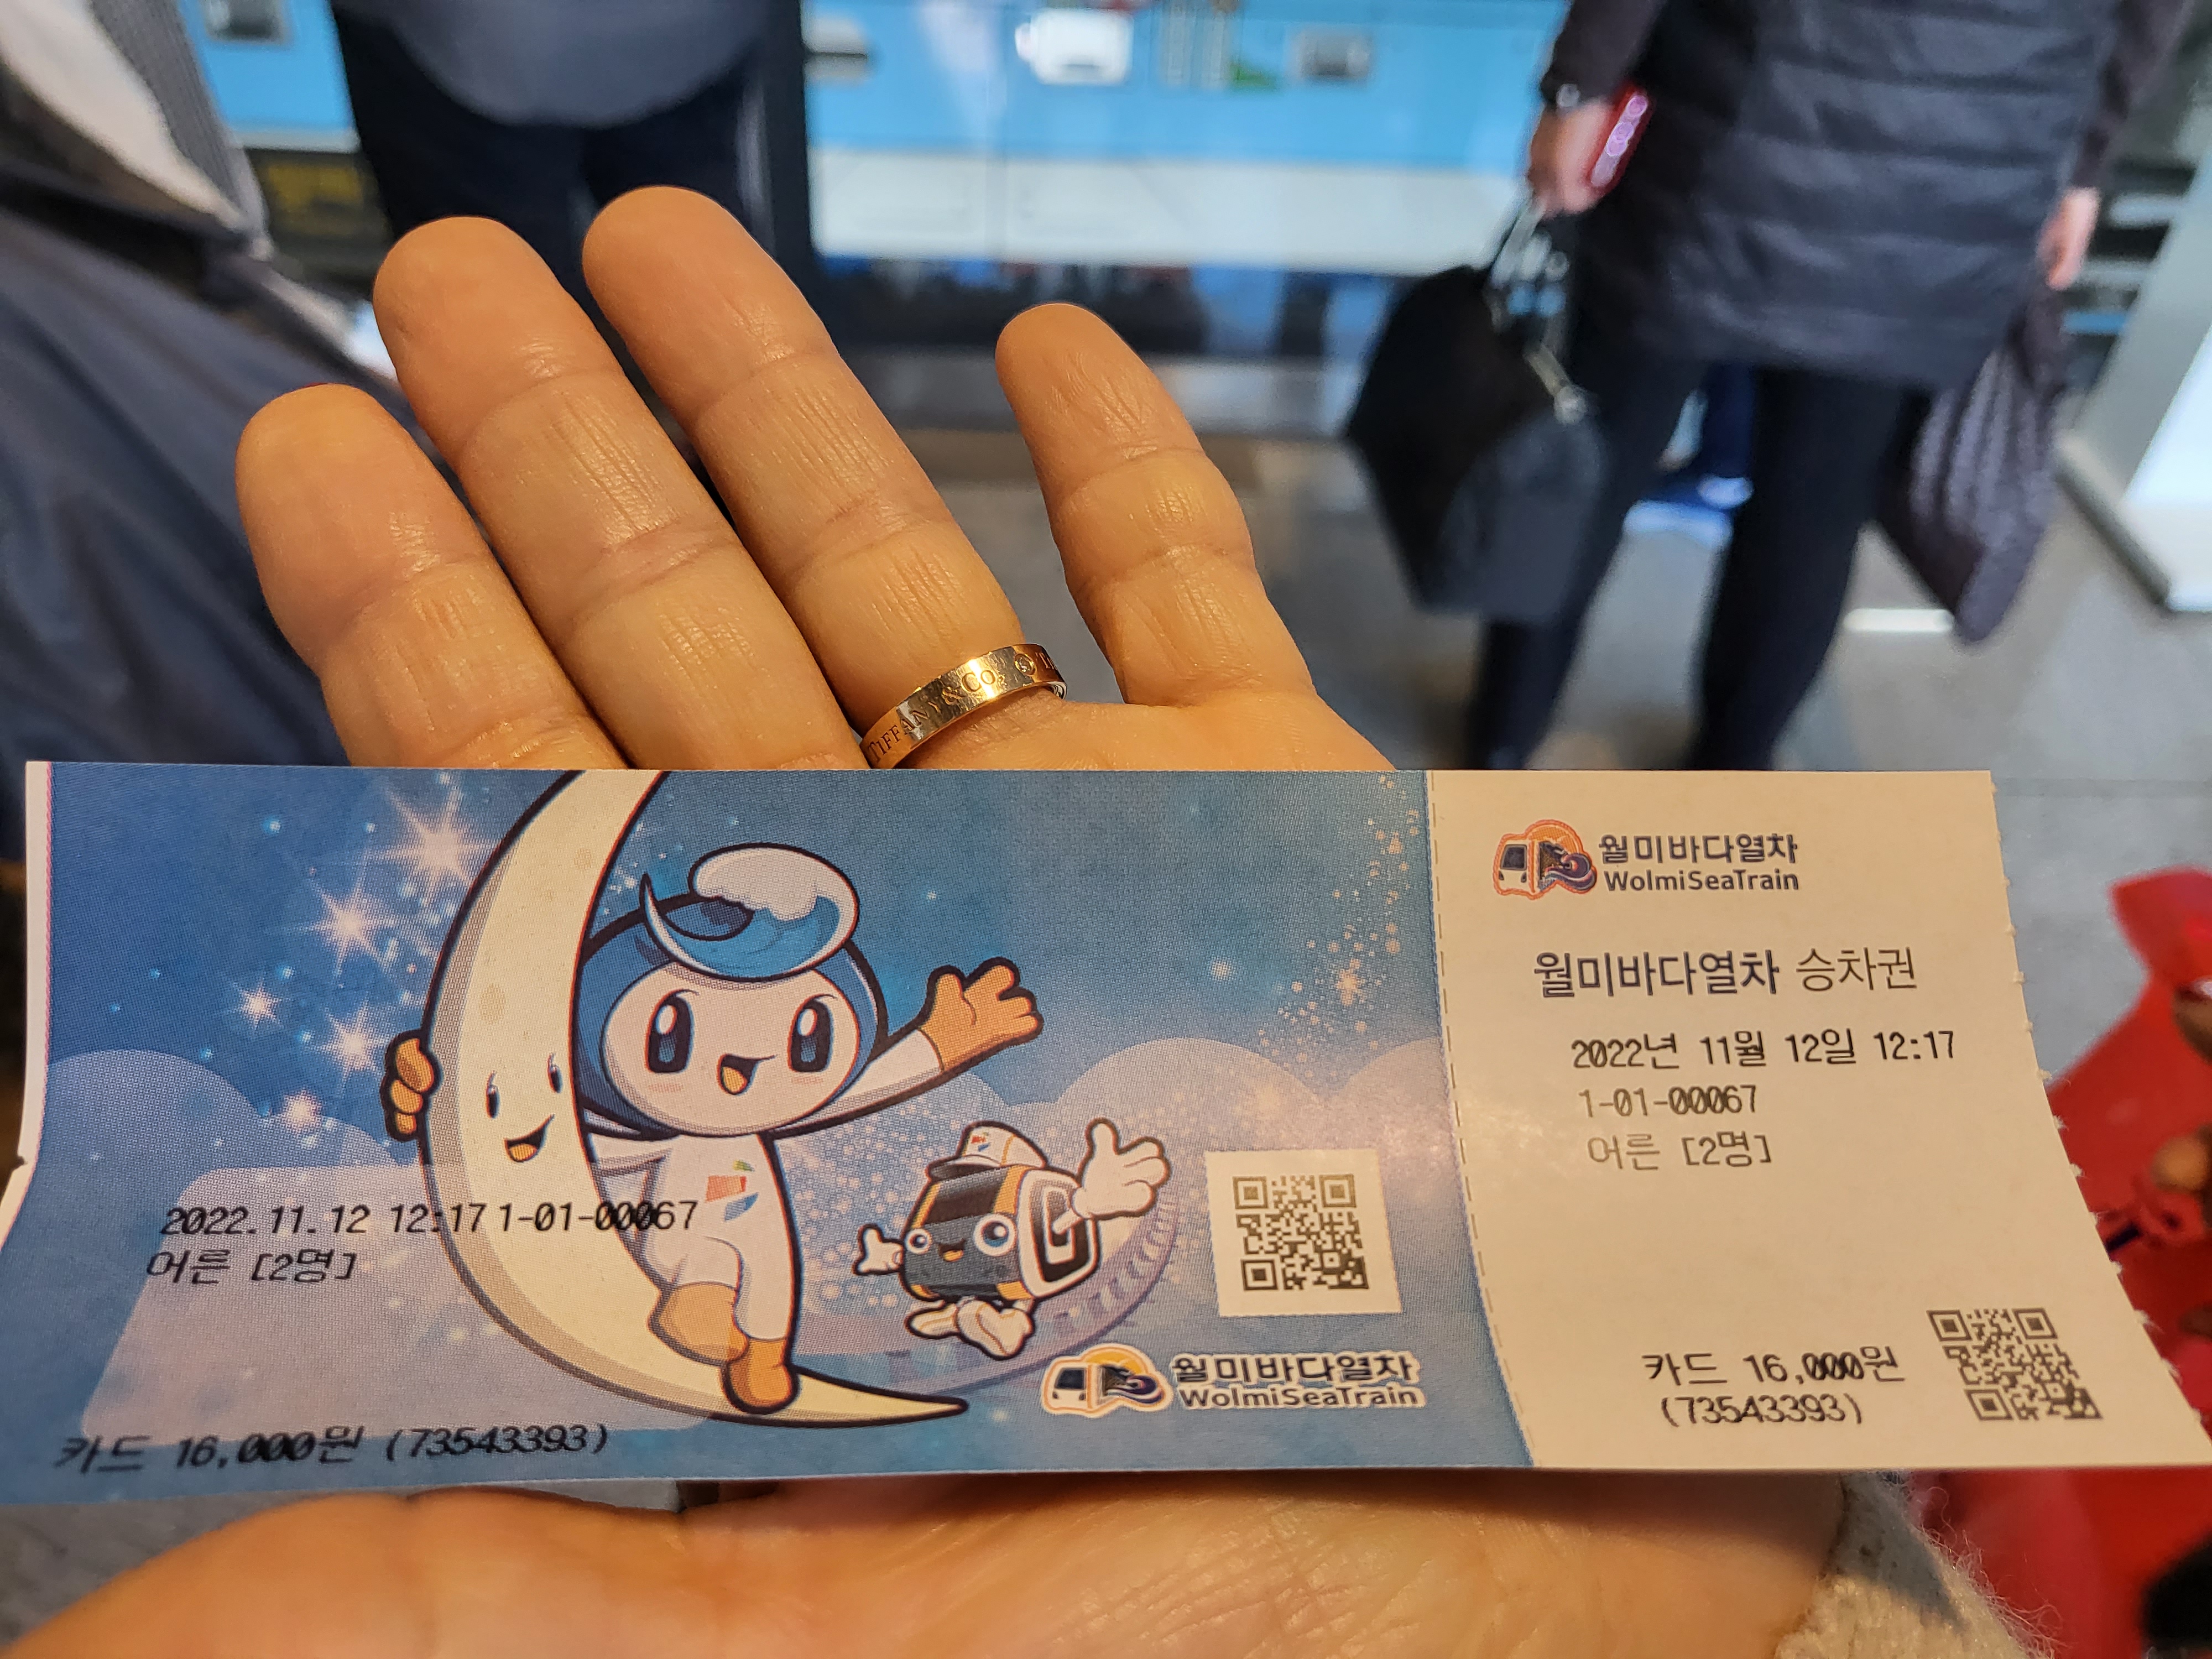 TIFFANY&Co.
2022.11.12 12:17 1-01-00067
어른 [2명]
카드 16,000원 (73543393)
월미바다열차
WolmiSeaTrain
월미바다열차
WolmiSeaTrain
월미바다열차 승차권
2022년 11월 12일 12:17
1-01-00067
어른 [2명]
카드 16,000원
(73543393)